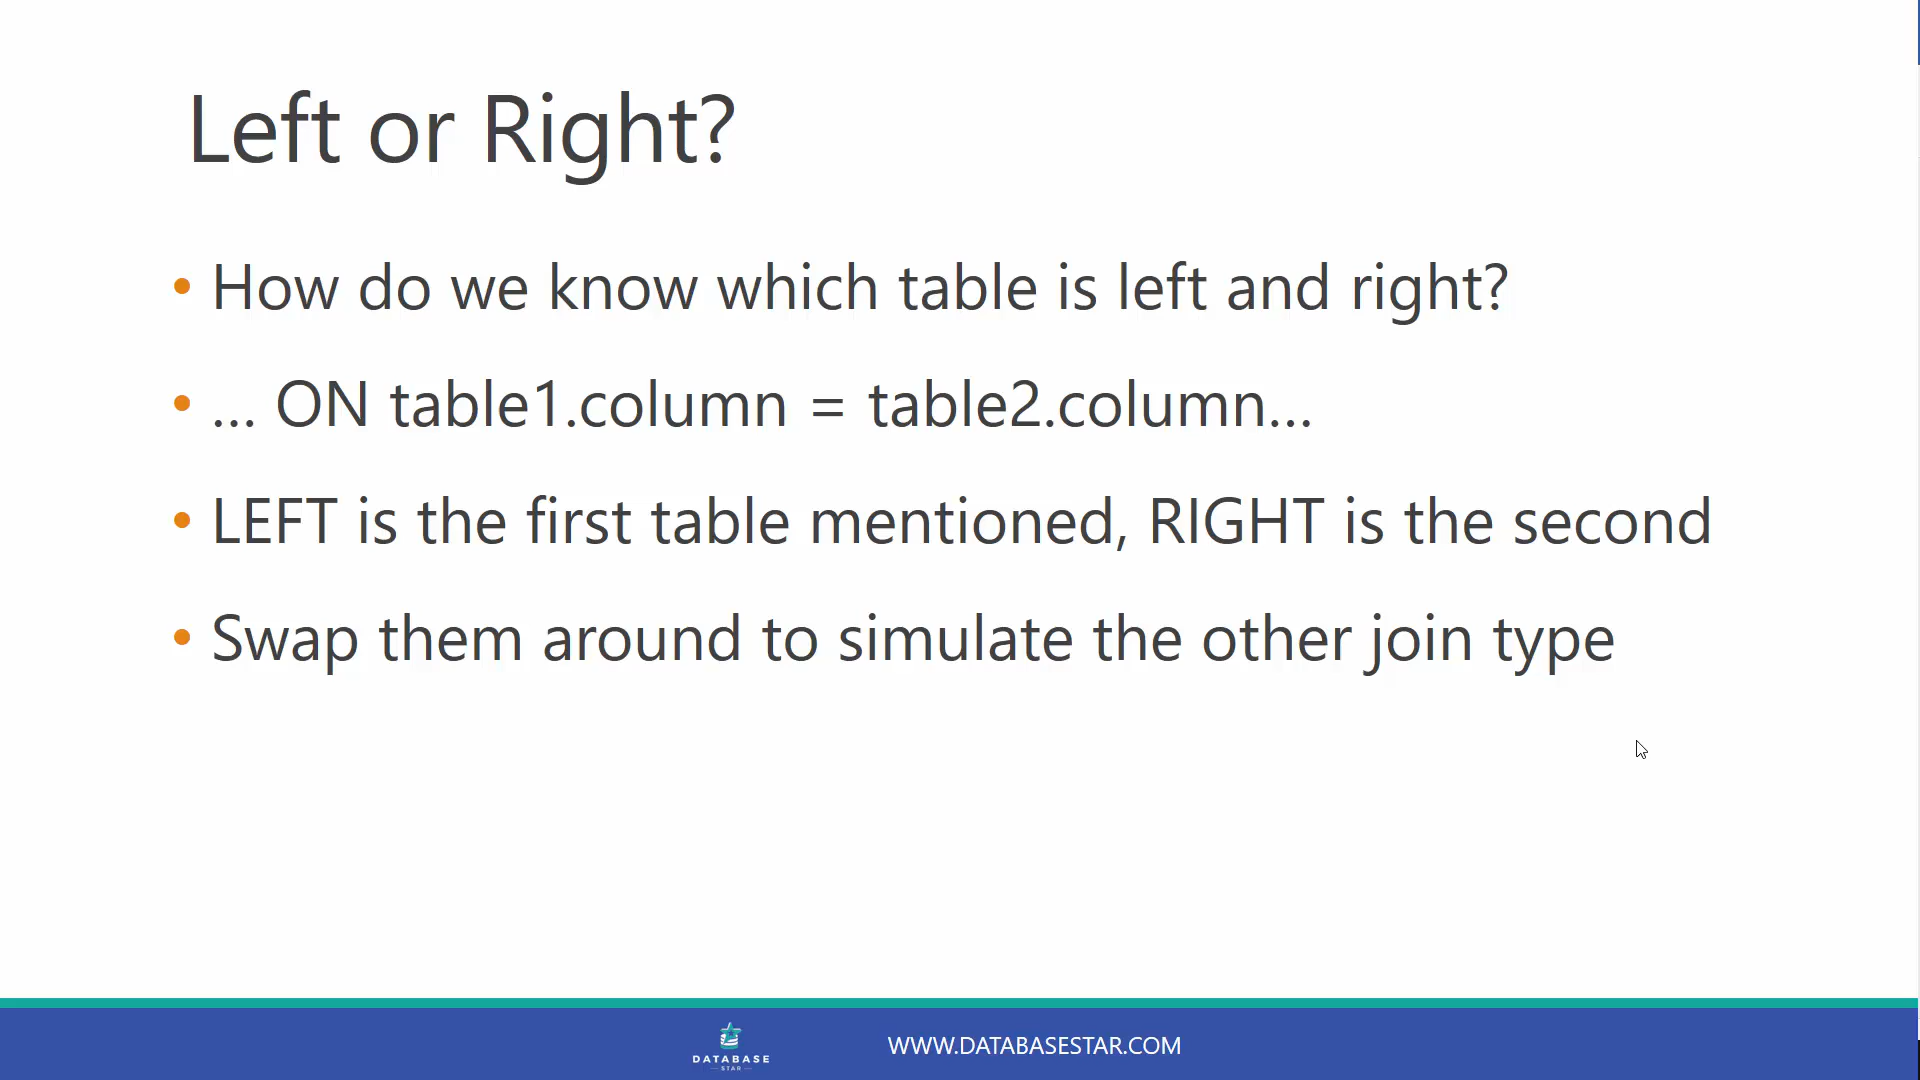 Left or Right?
• How do we know which table is left and right?
• ... ON table1.column = table2.column...
• LEFT is the first table mentioned, RIGHT is the second
• Swap them around to simulate the other join type
DATABASE
STAR
WWW.DATABASESTAR.COM